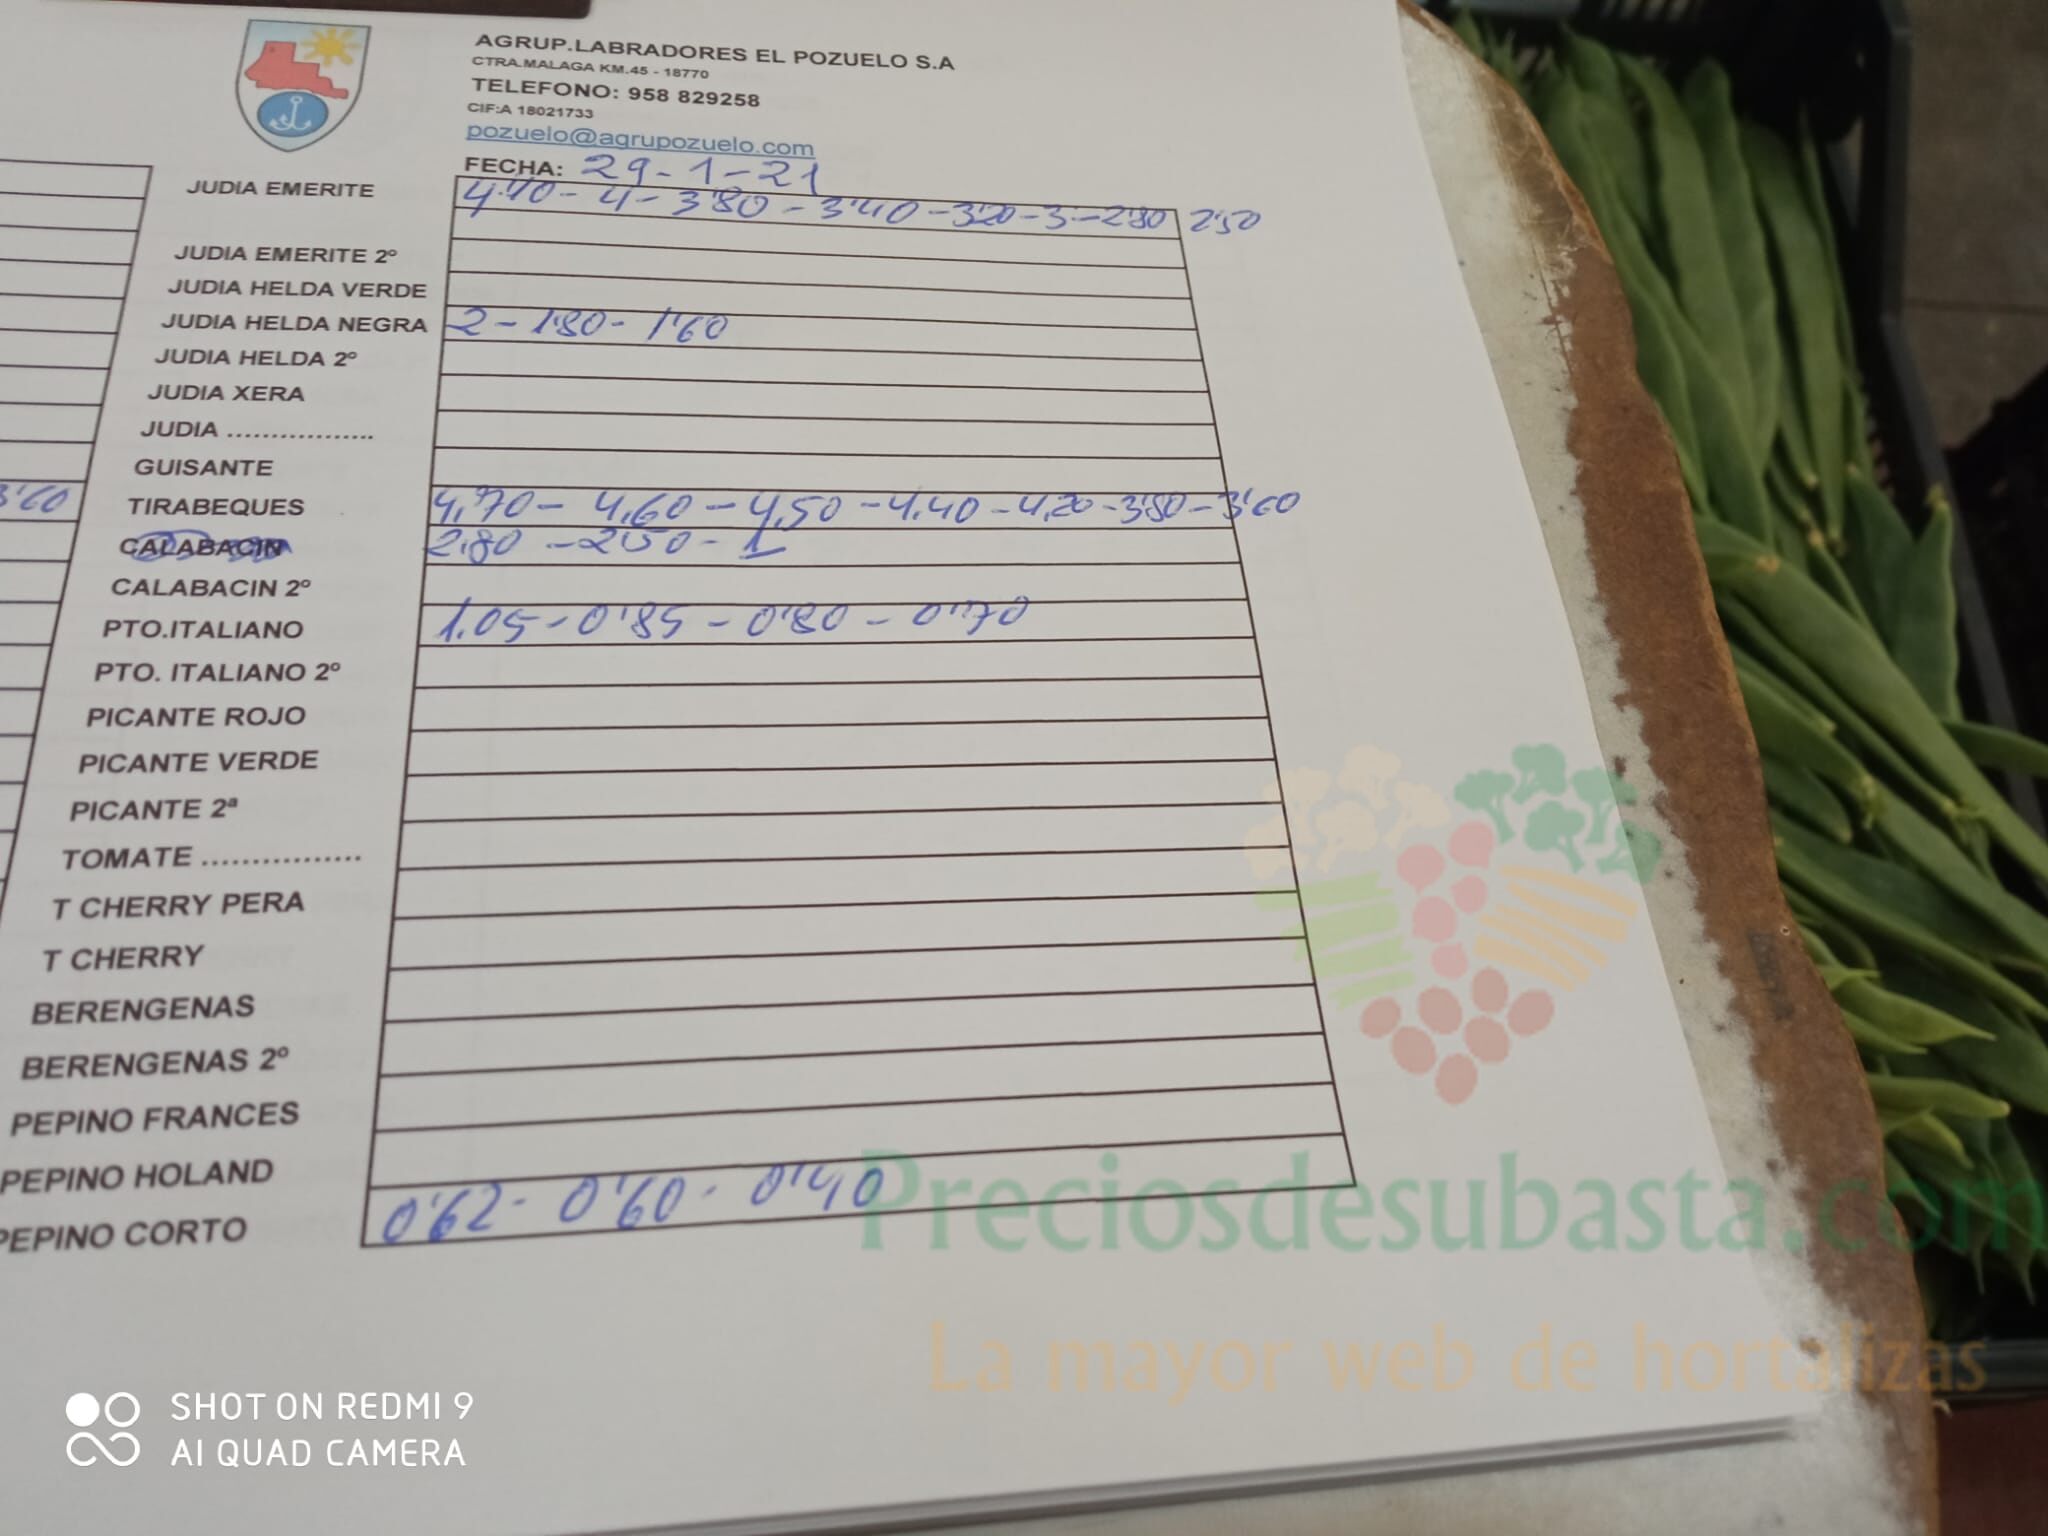 AGRUP.LABRADORES EL POZUELO S.A
CTRA.MALAGA KM.45 - 18770
TELEFONO: 958 829258
CIF:A 18021733
pozuelo@agrupozuelo.com
FECHA: 29-1-21
JUDIA EMERITE 4'40 - 4 - 3'80 - 3'40 - 3'20 - 3 - 2'80 2'50
JUDIA EMERITE 2º
JUDIA HELDA VERDE
JUDIA HELDA NEGRA 2 - 1'80 - 1'60
JUDIA HELDA 2º
JUDIA XERA
JUDIA .................
GUISANTE
3'60 TIRABEQUES 4,70 - 4,60 - 4,50 - 4.40 - 4,20 - 3'80 - 3'60
CALABACIN 2'80 - 2'50 - 1
CALABACIN 2º
PTO.ITALIANO 1.05 - 0'85 - 0'80 - 0'70
PTO. ITALIANO 2º
PICANTE ROJO
PICANTE VERDE
PICANTE 2ª
TOMATE ................
T CHERRY PERA
T CHERRY
BERENGENAS
BERENGENAS 2º
PEPINO FRANCES
PEPINO HOLAND
PEPINO CORTO 0'62 - 0'60 - 0'40
Preciosdesubasta.com
La mayor web de hortalizas
SHOT ON REDMI 9
AI QUAD CAMERA